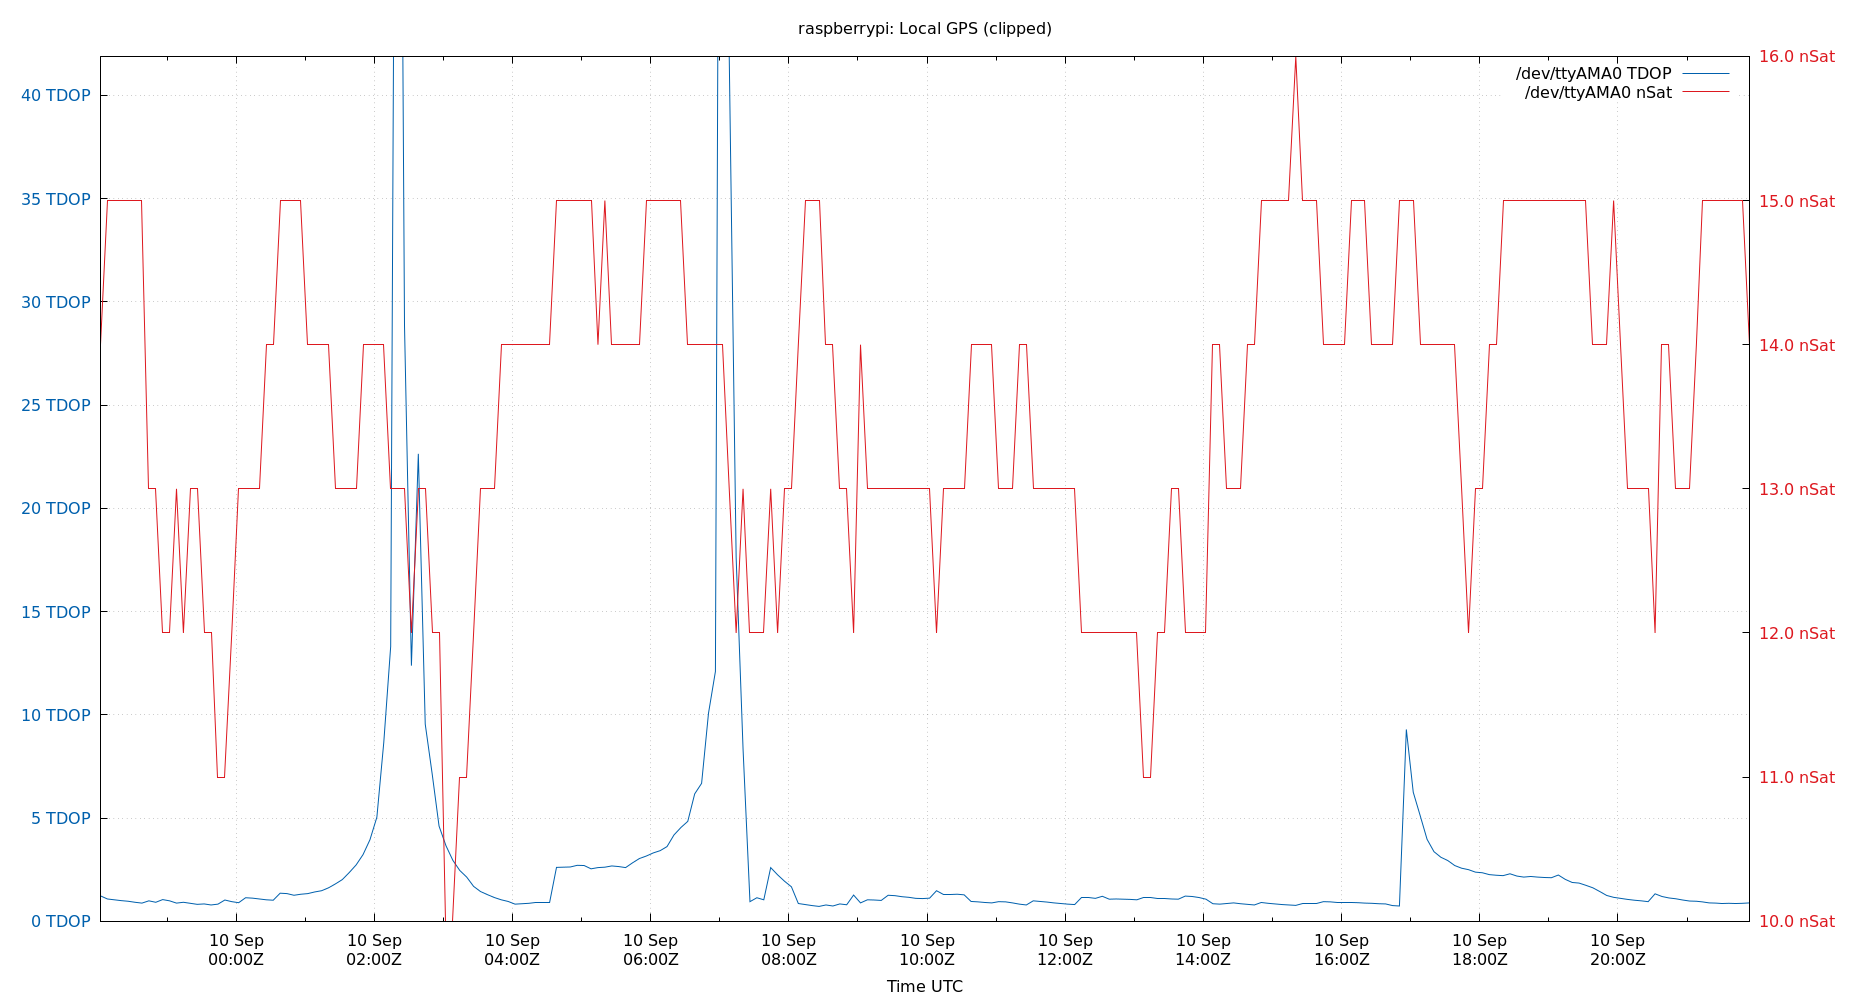 raspberrypi: Local GPS (clipped)
/dev/ttyAMA0 TDOP
/dev/ttyAMA0 nSat
40 TDOP
35 TDOP
30 TDOP
25 TDOP
20 TDOP
15 TDOP
10 TDOP
5 TDOP
0 TDOP
16.0 nSat
15.0 nSat
14.0 nSat
13.0 nSat
12.0 nSat
11.0 nSat
10.0 nSat
10 Sep 10 Sep 10 Sep 10 Sep 10 Sep 10 Sep 10 Sep 10 Sep 10 Sep 10 Sep 10 Sep
00:00Z 02:00Z 04:00Z 06:00Z 08:00Z 10:00Z 12:00Z 14:00Z 16:00Z 18:00Z 20:00Z
Time UTC